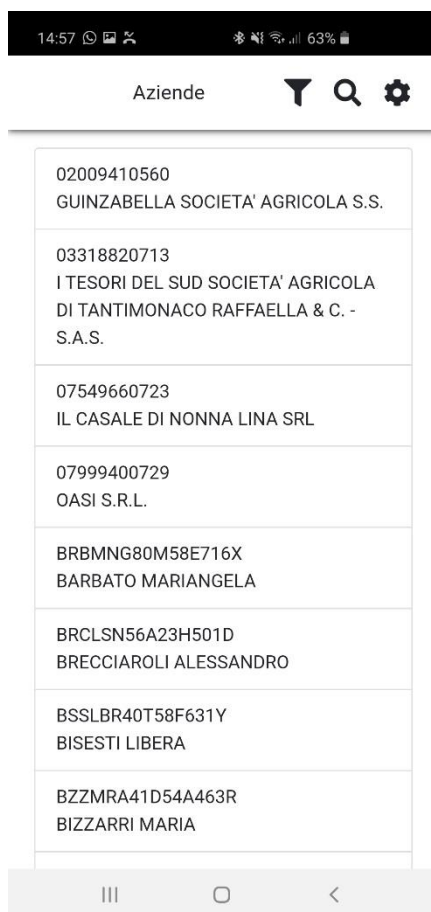 14:57 63%
Aziende
02009410560
GUINZABELLA SOCIETA' AGRICOLA S.S.
03318820713
I TESORI DEL SUD SOCIETA' AGRICOLA
DI TANTIMONACO RAFFAELLA & C. -
S.A.S.
07549660723
IL CASALE DI NONNA LINA SRL
07999400729
OASI S.R.L.
BRBMNG80M58E716X
BARBATO MARIANGELA
BRCLSN56A23H501D
BRECCIAROLI ALESSANDRO
BSSLBR40T58F631Y
BISESTI LIBERA
BZZMRA41D54A463R
BIZZARRI MARIA